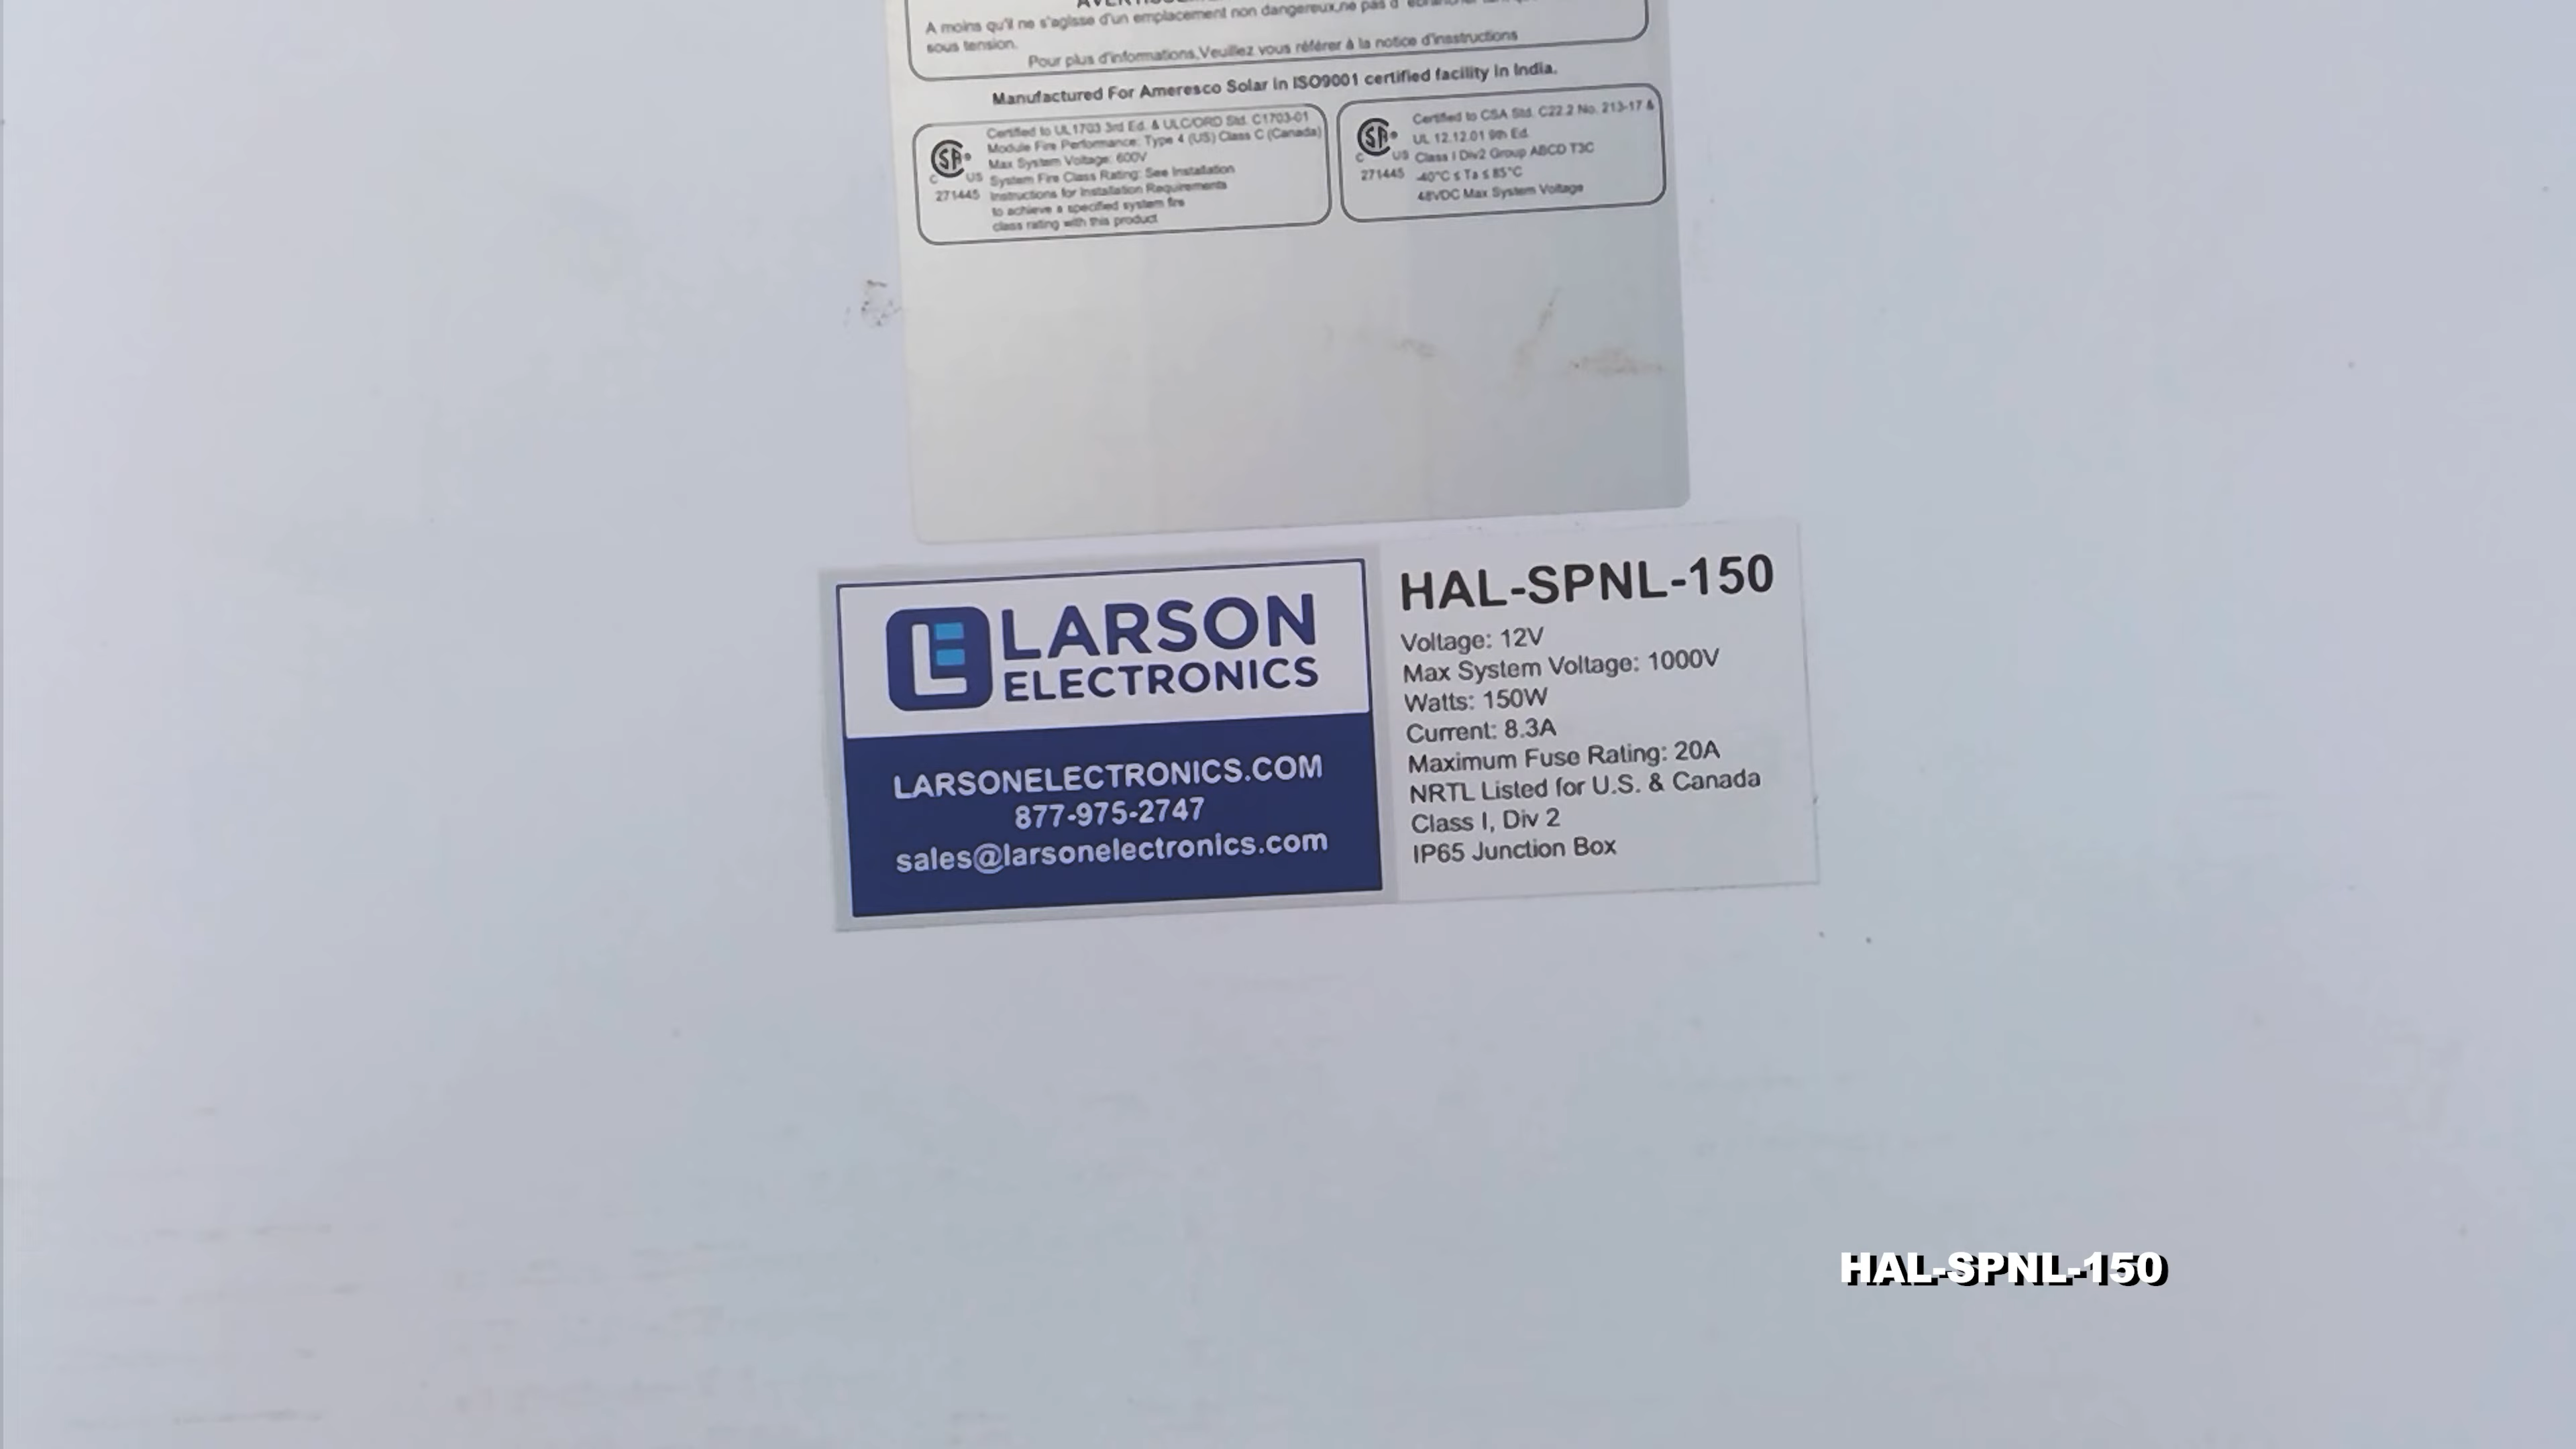 A moins qu'il ne s'agisse d'un emplacement non dangereux,ne pas d'
sous tension.
Pour plus d'informations,Veuillez vous référer à la notice d'insstructions
Manufactured For Ameresco Solar in ISO9001 certified facility in India.
Certified to UL1703 3rd Ed. & ULC/ORD Std. C1703-01
Module Fire Performance: Type 4 (US) Class C (Canada)
Max System Voltage: 600V
System Fire Class Rating: See Installation
Instructions for Installation Requirements
to achieve a specified system fire
class rating with this product
SA
C US
271445
Certified to CSA Std. C22.2 No. 213-17 &
UL 12.12.01 9th Ed.
Class I Div2 Group ABCD T3C
-40°C ≤ Ta ≤ 85°C
48VDC Max System Voltage
SA
C US
271445
LARSON
ELECTRONICS
LARSONELECTRONICS.COM
877-975-2747
sales@larsonelectronics.com
HAL-SPNL-150
Voltage: 12V
Max System Voltage: 1000V
Watts: 150W
Current: 8.3A
Maximum Fuse Rating: 20A
NRTL Listed for U.S. & Canada
Class I, Div 2
IP65 Junction Box
HAL-SPNL-150